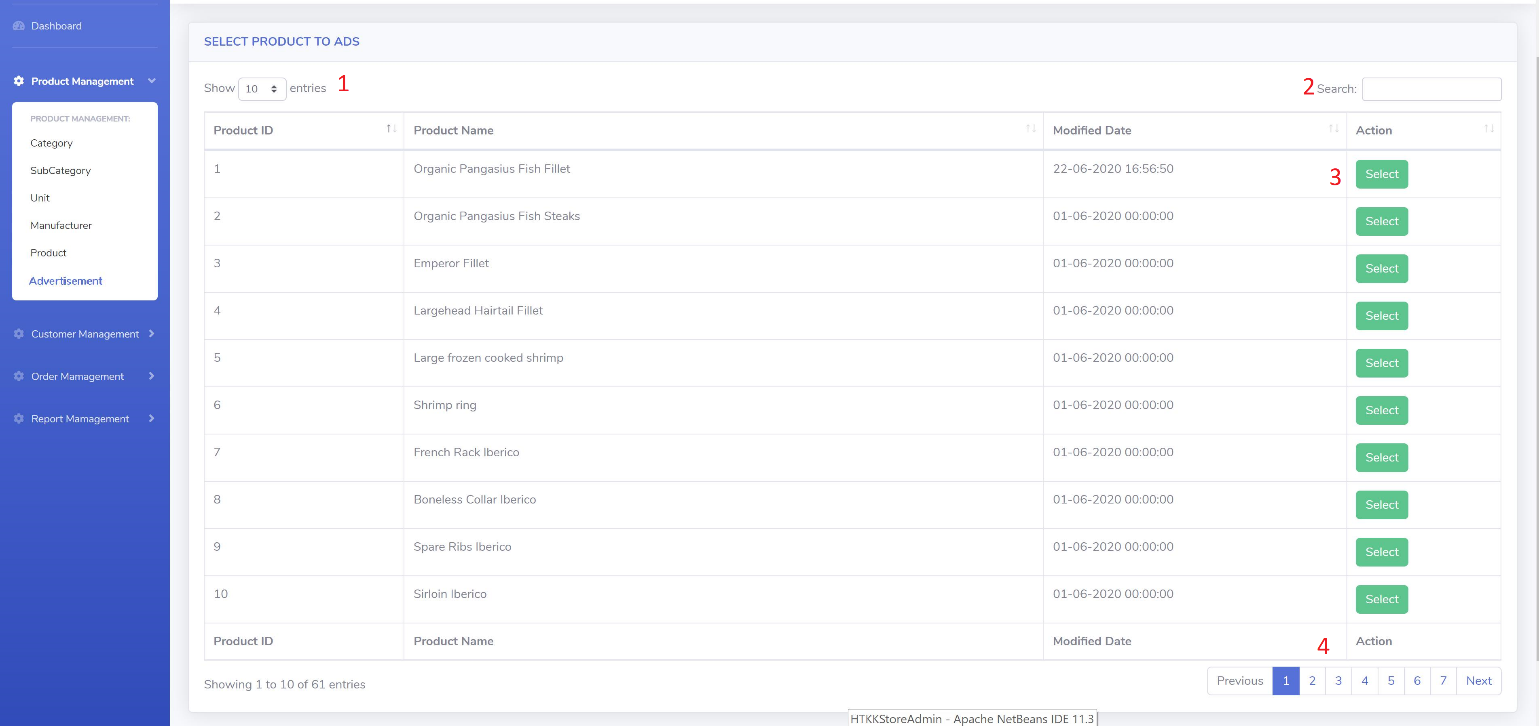 Dashboard
Product Management
PRODUCT MANAGEMENT:
Category
SubCategory
Unit
Manufacturer
Product
Advertisement
Customer Management
Order Mamagement
Report Mamagement
SELECT PRODUCT TO ADS
Show 10 entries 1
2 Search:
Product ID Product Name Modified Date Action
1 Organic Pangasius Fish Fillet 22-06-2020 16:56:50 3 Select
2 Organic Pangasius Fish Steaks 01-06-2020 00:00:00 Select
3 Emperor Fillet 01-06-2020 00:00:00 Select
4 Largehead Hairtail Fillet 01-06-2020 00:00:00 Select
5 Large frozen cooked shrimp 01-06-2020 00:00:00 Select
6 Shrimp ring 01-06-2020 00:00:00 Select
7 French Rack Iberico 01-06-2020 00:00:00 Select
8 Boneless Collar Iberico 01-06-2020 00:00:00 Select
9 Spare Ribs Iberico 01-06-2020 00:00:00 Select
10 Sirloin Iberico 01-06-2020 00:00:00 Select
Product ID Product Name Modified Date 4 Action
Showing 1 to 10 of 61 entries Previous 1 2 3 4 5 6 7 Next
HTKKStoreAdmin - Apache NetBeans IDE 11.3